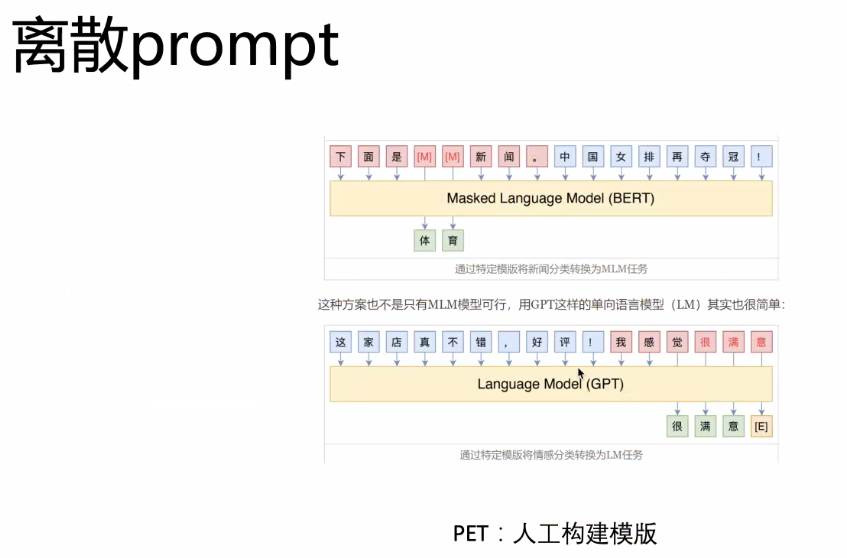 离散prompt
下 面 是 [M] [M] 新 闻 。 中 国 女 排 再 夺 冠 !
Masked Language Model (BERT)
体 育
通过特定模版将新闻分类转换为MLM任务
这种方案也不是只有MLM模型可行，用GPT这样的单向语言模型（LM）其实也很简单：
这 家 店 真 不 错 ， 好 评 ! 我 感 觉 很 满 意
Language Model (GPT)
很 满 意 [E]
通过特定模版将情感分类转换为LM任务
PET：人工构建模版